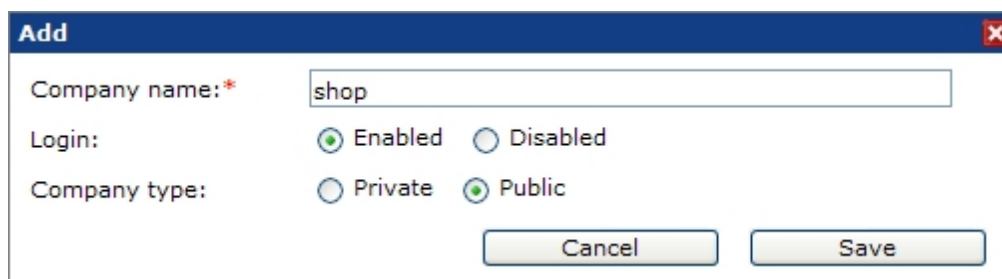 Add
Company name:*
shop
Login:
Enabled Disabled
Company type:
Private Public
Cancel Save